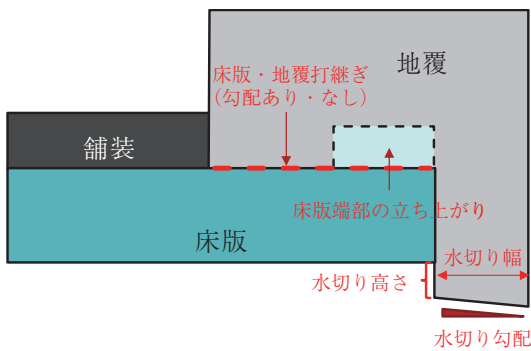 地覆
床版・地覆打継ぎ
(勾配あり・なし)
舗装
床版端部の立ち上がり
床版
水切り幅
水切り高さ
水切り勾配